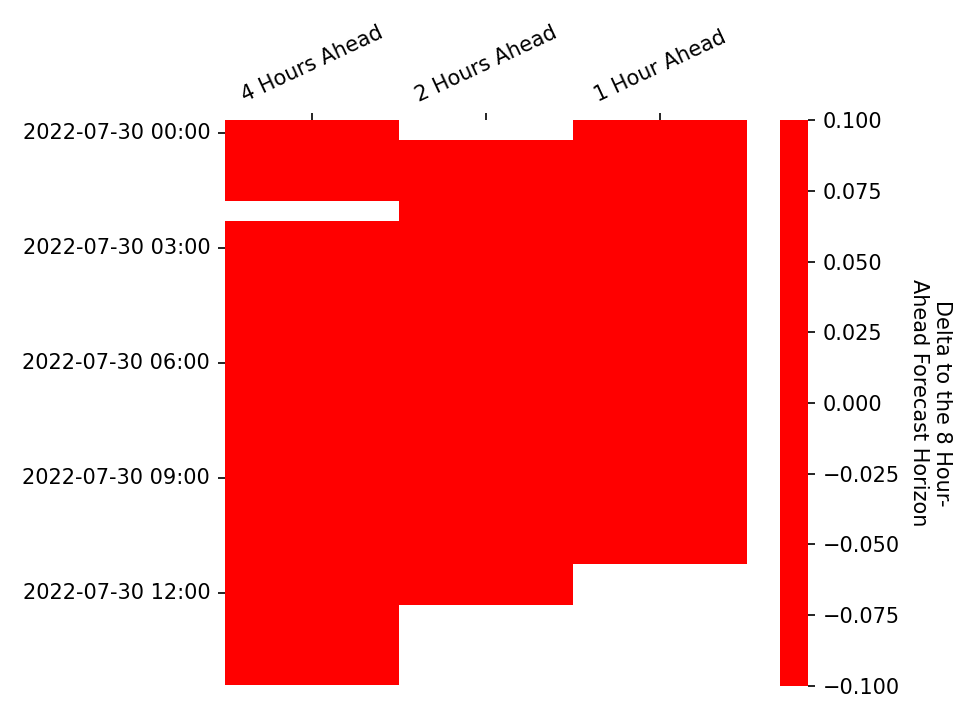 4 Hours Ahead
2 Hours Ahead
1 Hour Ahead
2022-07-30 00:00
2022-07-30 03:00
2022-07-30 06:00
2022-07-30 09:00
2022-07-30 12:00
0.100
0.075
0.050
0.025
0.000
−0.025
−0.050
−0.075
−0.100
Delta to the 8 Hour-
Ahead Forecast Horizon